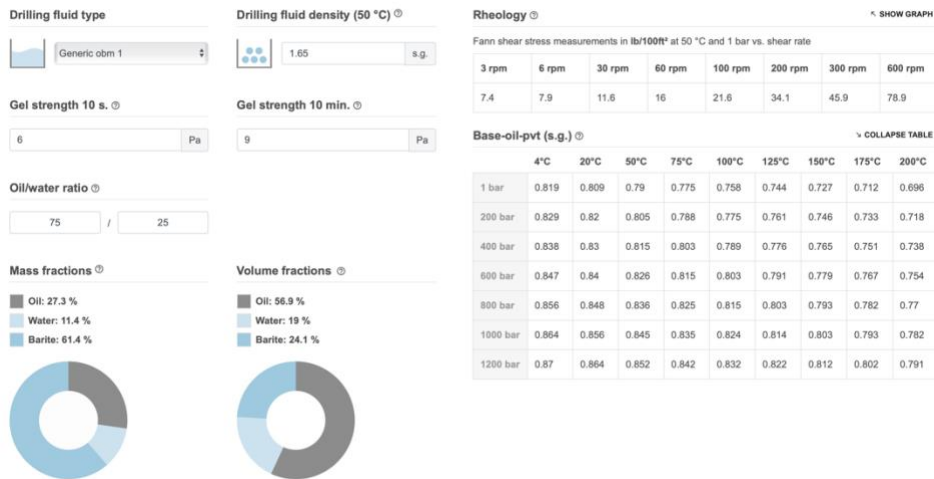 Drilling fluid type
Generic obm 1
Drilling fluid density (50 °C)
1.65 s.g.
Gel strength 10 s.
6 Pa
Gel strength 10 min.
9 Pa
Oil/water ratio
75 / 25
Mass fractions
Oil: 27.3 %
Water: 11.4 %
Barite: 61.4 %
Volume fractions
Oil: 56.9 %
Water: 19 %
Barite: 24.1 %
Rheology SHOW GRAPH
Fann shear stress measurements in lb/100ft² at 50 °C and 1 bar vs. shear rate
3 rpm 6 rpm 30 rpm 60 rpm 100 rpm 200 rpm 300 rpm 600 rpm
7.4 7.9 11.6 16 21.6 34.1 45.9 78.9
Base-oil-pvt (s.g.) COLLAPSE TABLE
4°C 20°C 50°C 75°C 100°C 125°C 150°C 175°C 200°C
1 bar 0.819 0.809 0.79 0.775 0.758 0.744 0.727 0.712 0.696
200 bar 0.829 0.82 0.805 0.788 0.775 0.761 0.746 0.733 0.718
400 bar 0.838 0.83 0.815 0.803 0.789 0.776 0.765 0.751 0.738
600 bar 0.847 0.84 0.826 0.815 0.803 0.791 0.779 0.767 0.754
800 bar 0.856 0.848 0.836 0.825 0.815 0.803 0.793 0.782 0.77
1000 bar 0.864 0.856 0.845 0.835 0.824 0.814 0.803 0.793 0.782
1200 bar 0.87 0.864 0.852 0.842 0.832 0.822 0.812 0.802 0.791